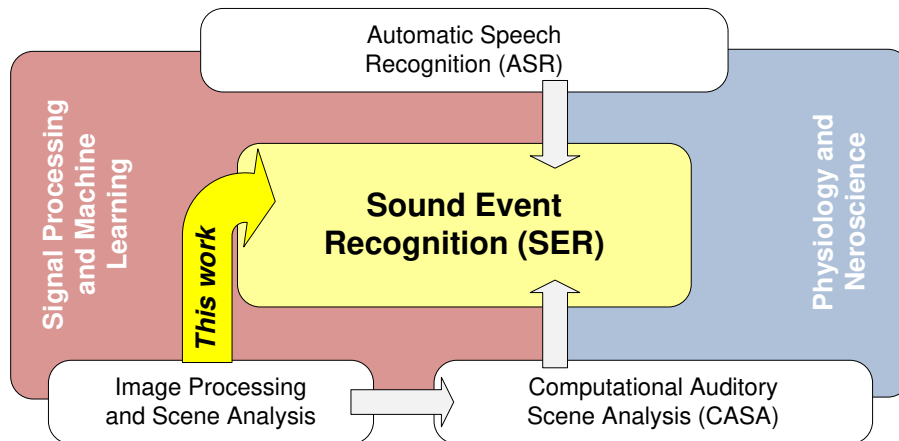 Automatic Speech
Recognition (ASR)
Signal Processing
and Machine
Learning
Physiology and
Neroscience
Sound Event
Recognition (SER)
This work
Image Processing
and Scene Analysis
Computational Auditory
Scene Analysis (CASA)